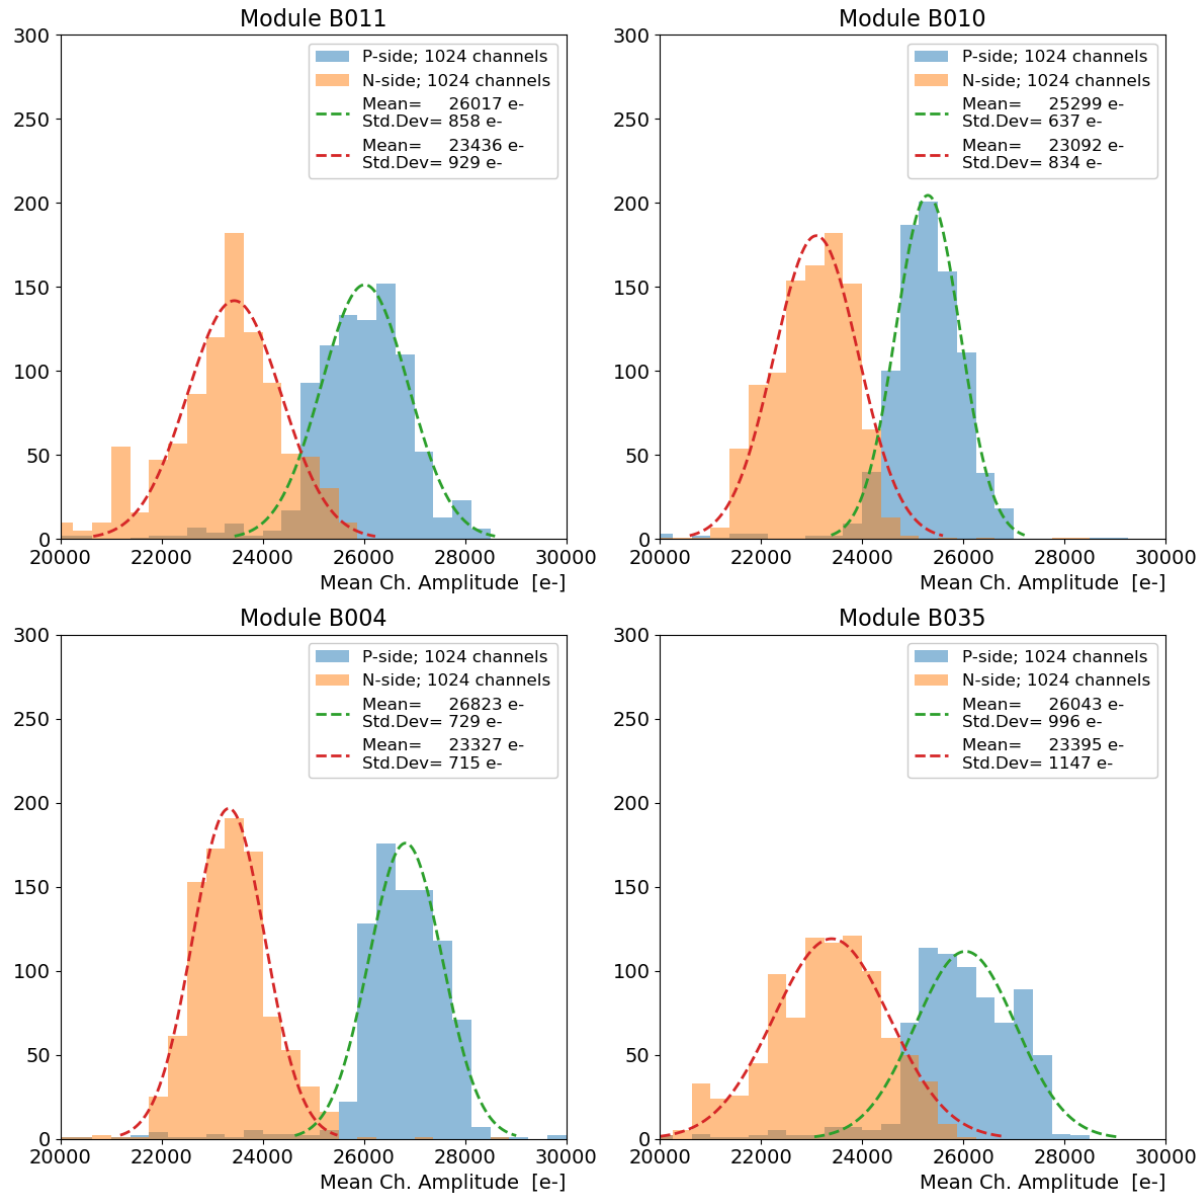 Module B011
300
250
200
150
100
50
0
P-side; 1024 channels
N-side; 1024 channels
Mean= 26017 e-
Std.Dev= 858 e-
Mean= 23436 e-
Std.Dev= 929 e-
20000 22000 24000 26000 28000 30000
Mean Ch. Amplitude [e-]
Module B010
300
250
200
150
100
50
0
P-side; 1024 channels
N-side; 1024 channels
Mean= 25299 e-
Std.Dev= 637 e-
Mean= 23092 e-
Std.Dev= 834 e-
20000 22000 24000 26000 28000 30000
Mean Ch. Amplitude [e-]
Module B004
300
250
200
150
100
50
0
P-side; 1024 channels
N-side; 1024 channels
Mean= 26823 e-
Std.Dev= 729 e-
Mean= 23327 e-
Std.Dev= 715 e-
20000 22000 24000 26000 28000 30000
Mean Ch. Amplitude [e-]
Module B035
300
250
200
150
100
50
0
P-side; 1024 channels
N-side; 1024 channels
Mean= 26043 e-
Std.Dev= 996 e-
Mean= 23395 e-
Std.Dev= 1147 e-
20000 22000 24000 26000 28000 30000
Mean Ch. Amplitude [e-]